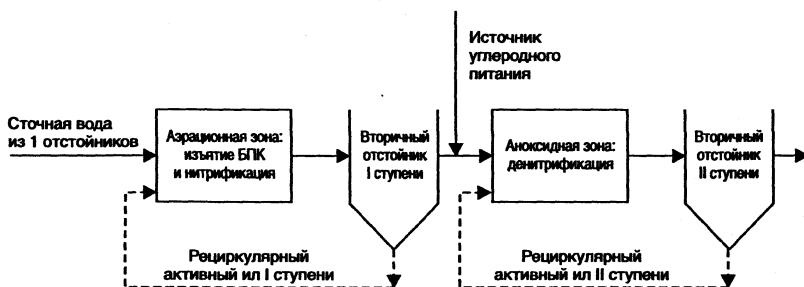 Источник
углеродного
питания
Сточная вода
из 1 отстойников
Аэрационная зона:
изъятие БПК
и нитрификация
Вторичный
отстойник
I ступени
Аноксидная зона:
денитрификация
Вторичный
отстойник
II ступени
Рециркулярный
активный ил I ступени
Рециркулярный
активный ил II ступени